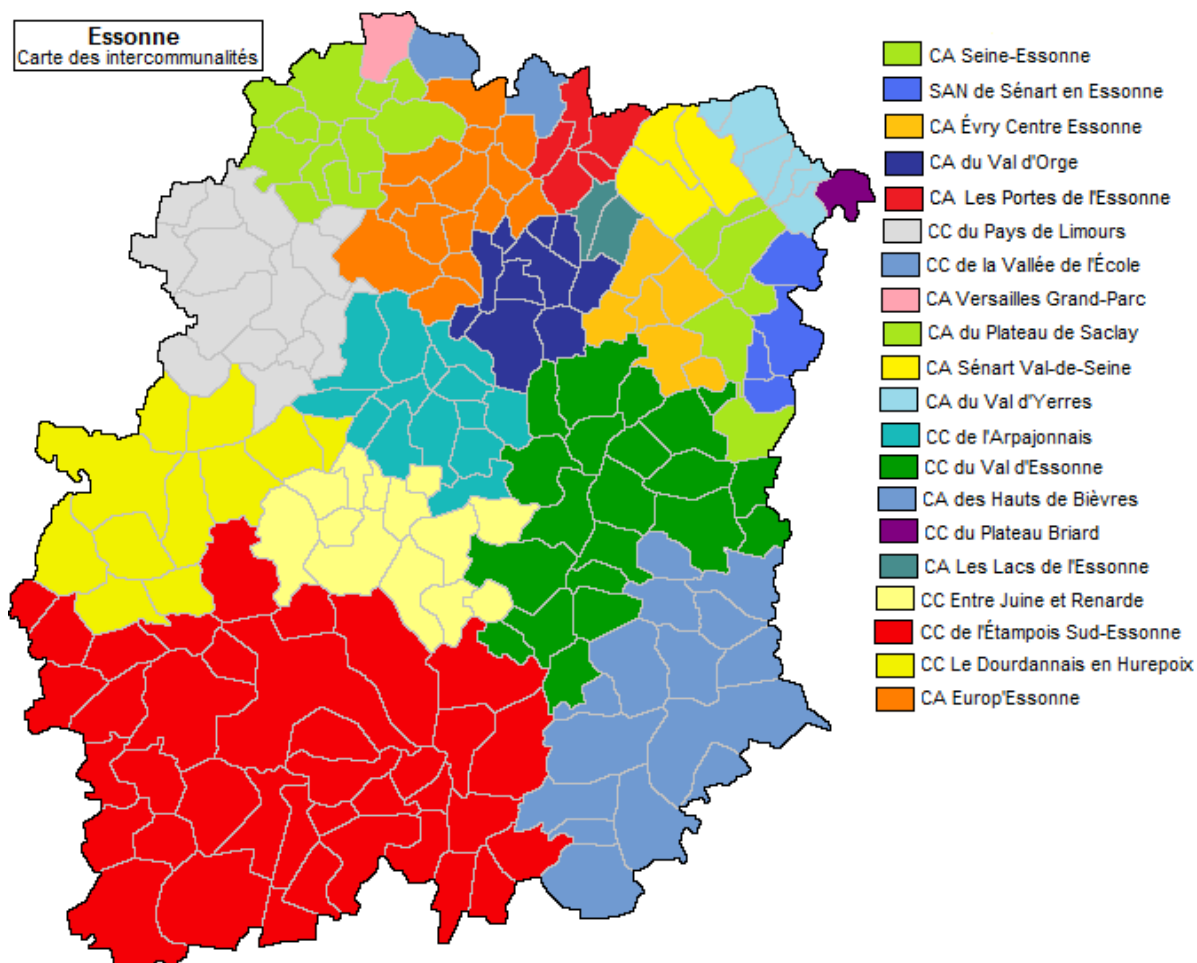 Essonne
Carte des intercommunalités
CA Seine-Essonne
SAN de Sénart en Essonne
CA Évry Centre Essonne
CA du Val d'Orge
CA Les Portes de l'Essonne
CC du Pays de Limours
CC de la Vallée de l'École
CA Versailles Grand-Parc
CA du Plateau de Saclay
CA Sénart Val-de-Seine
CA du Val d'Yerres
CC de l'Arpajonnais
CC du Val d'Essonne
CA des Hauts de Bièvres
CC du Plateau Briard
CA Les Lacs de l'Essonne
CC Entre Juine et Renarde
CC de l'Étampois Sud-Essonne
CC Le Dourdannais en Hurepoix
CA Europ'Essonne